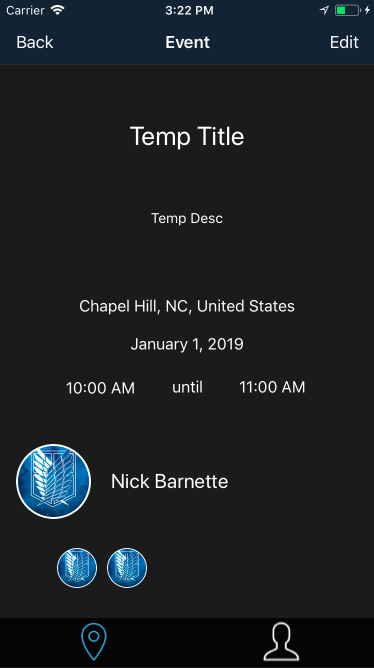 Carrier 3:22 PM
Back Event Edit
Temp Title
Temp Desc
Chapel Hill, NC, United States
January 1, 2019
10:00 AM until 11:00 AM
Nick Barnette